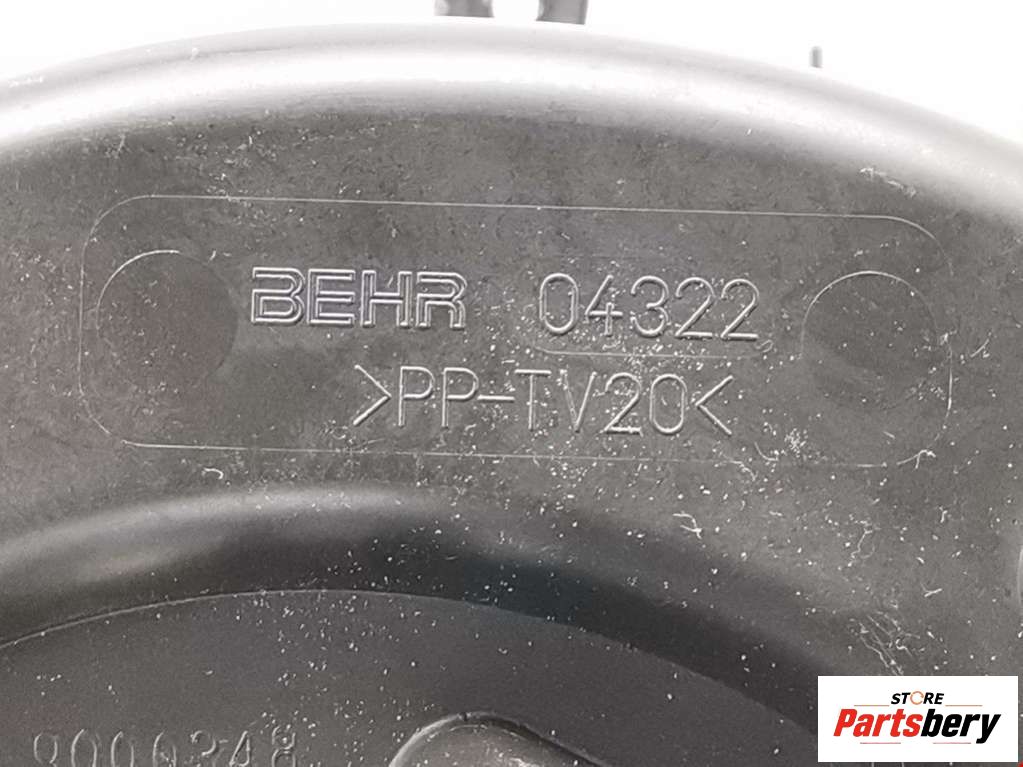 BEHR 04322
>PP-TV20<
STORE
Partsbery